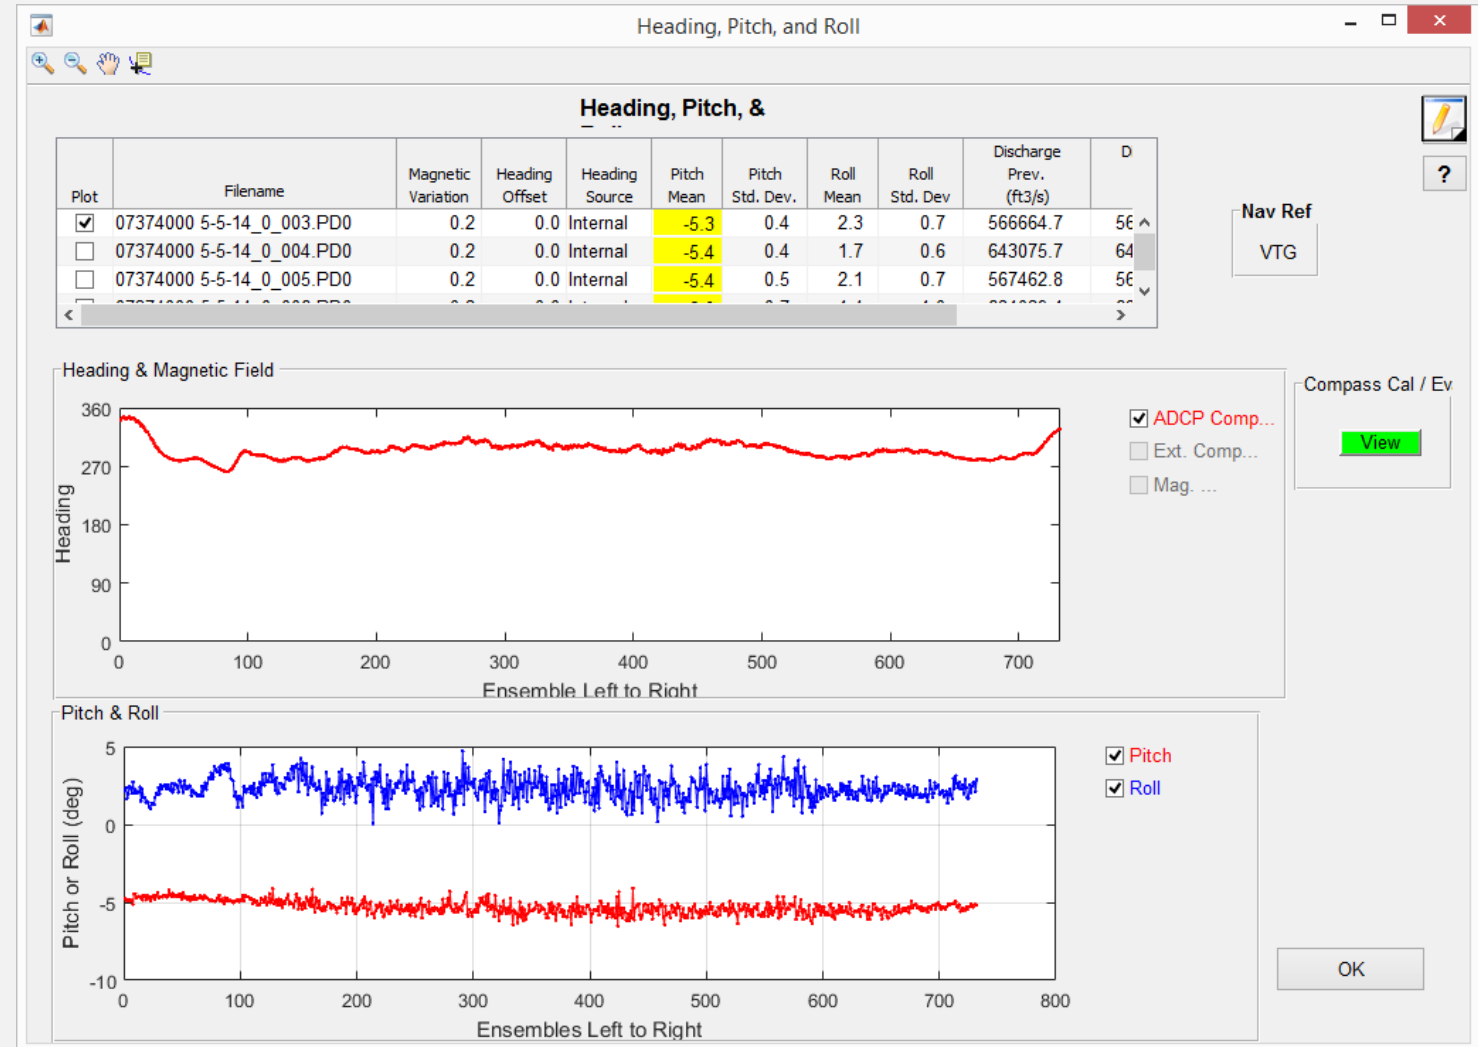 Heading, Pitch, and Roll
Heading, Pitch, &
Plot Filename Magnetic Variation Heading Offset Heading Source Pitch Mean Pitch Std. Dev. Roll Mean Roll Std. Dev Discharge Prev. (ft3/s) D
07374000 5-5-14_0_003.PD0 0.2 0.0 Internal -5.3 0.4 2.3 0.7 566664.7 56
07374000 5-5-14_0_004.PD0 0.2 0.0 Internal -5.4 0.4 1.7 0.6 643075.7 64
07374000 5-5-14_0_005.PD0 0.2 0.0 Internal -5.4 0.5 2.1 0.7 567462.8 56
?
Nav Ref
VTG
Heading & Magnetic Field
Heading
360
270
180
90
0
0 100 200 300 400 500 600 700
Ensemble Left to Right
ADCP Comp...
Ext. Comp...
Mag. ...
Compass Cal / Ev
View
Pitch & Roll
Pitch or Roll (deg)
5
0
-5
-10
0 100 200 300 400 500 600 700 800
Ensembles Left to Right
Pitch
Roll
OK